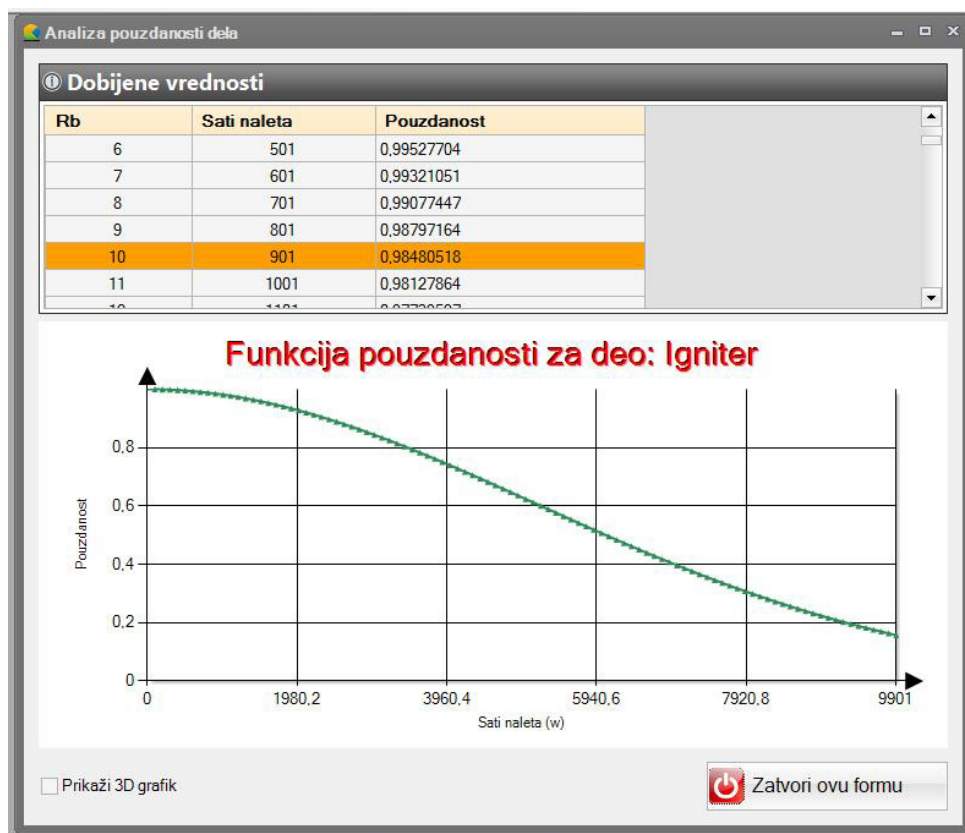 Analiza pouzdanosti dela
Dobijene vrednosti
Rb Sati naleta Pouzdanost
6 501 0,99527704
7 601 0,99321051
8 701 0,99077447
9 801 0,98797164
10 901 0,98480518
11 1001 0,98127864
Funkcija pouzdanosti za deo: Igniter
0.8
0.6
0.4
0.2
0
Pouzdanost
0 1980,2 3960.4 5940.6 7920,8 9901
Sati naleta (w)
Prikaži 3D grafik
Zatvori ovu formu